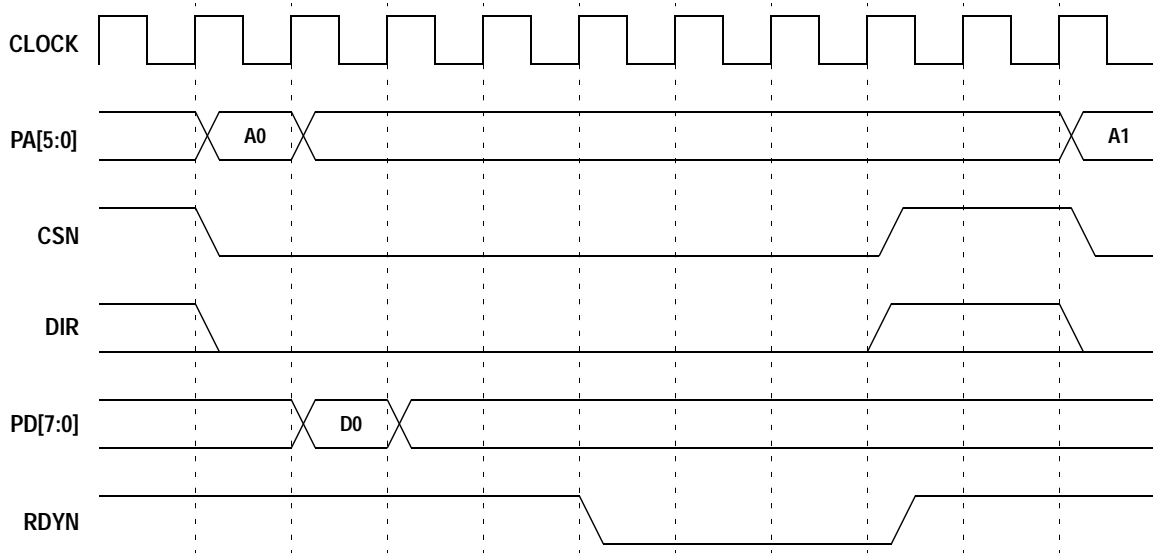 CLOCK
PA[5:0]
A0
A1
CSN
DIR
PD[7:0]
D0
RDYN